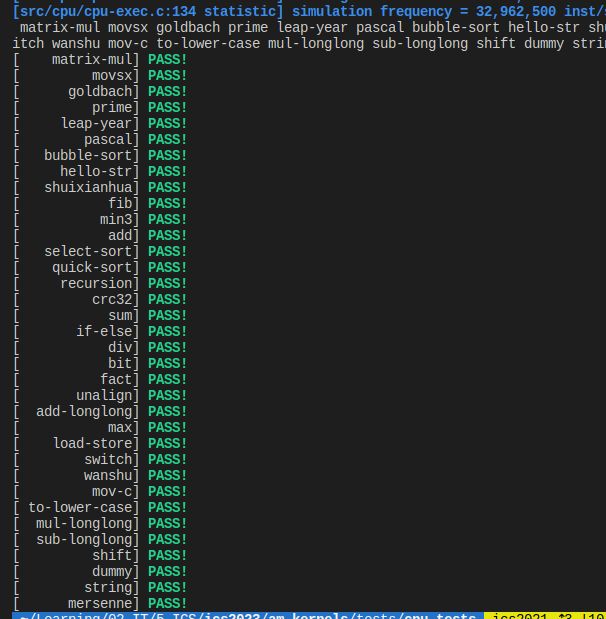 [src/cpu/cpu-exec.c:134 statistic] simulation frequency = 32,962,500 inst/s
matrix-mul movsx goldbach prime leap-year pascal bubble-sort hello-str shu
itch wanshu mov-c to-lower-case mul-longlong sub-longlong shift dummy strin
[ matrix-mul] PASS!
[ movsx] PASS!
[ goldbach] PASS!
[ prime] PASS!
[ leap-year] PASS!
[ pascal] PASS!
[ bubble-sort] PASS!
[ hello-str] PASS!
[ shuixianhua] PASS!
[ fib] PASS!
[ min3] PASS!
[ add] PASS!
[ select-sort] PASS!
[ quick-sort] PASS!
[ recursion] PASS!
[ crc32] PASS!
[ sum] PASS!
[ if-else] PASS!
[ div] PASS!
[ bit] PASS!
[ fact] PASS!
[ unalign] PASS!
[ add-longlong] PASS!
[ max] PASS!
[ load-store] PASS!
[ switch] PASS!
[ wanshu] PASS!
[ mov-c] PASS!
[ to-lower-case] PASS!
[ mul-longlong] PASS!
[ sub-longlong] PASS!
[ shift] PASS!
[ dummy] PASS!
[ string] PASS!
[ mersenne] PASS!
~/Learning/02_IT/5_ICS/ics2023/am-kernels/tests/cpu-tests ics2021